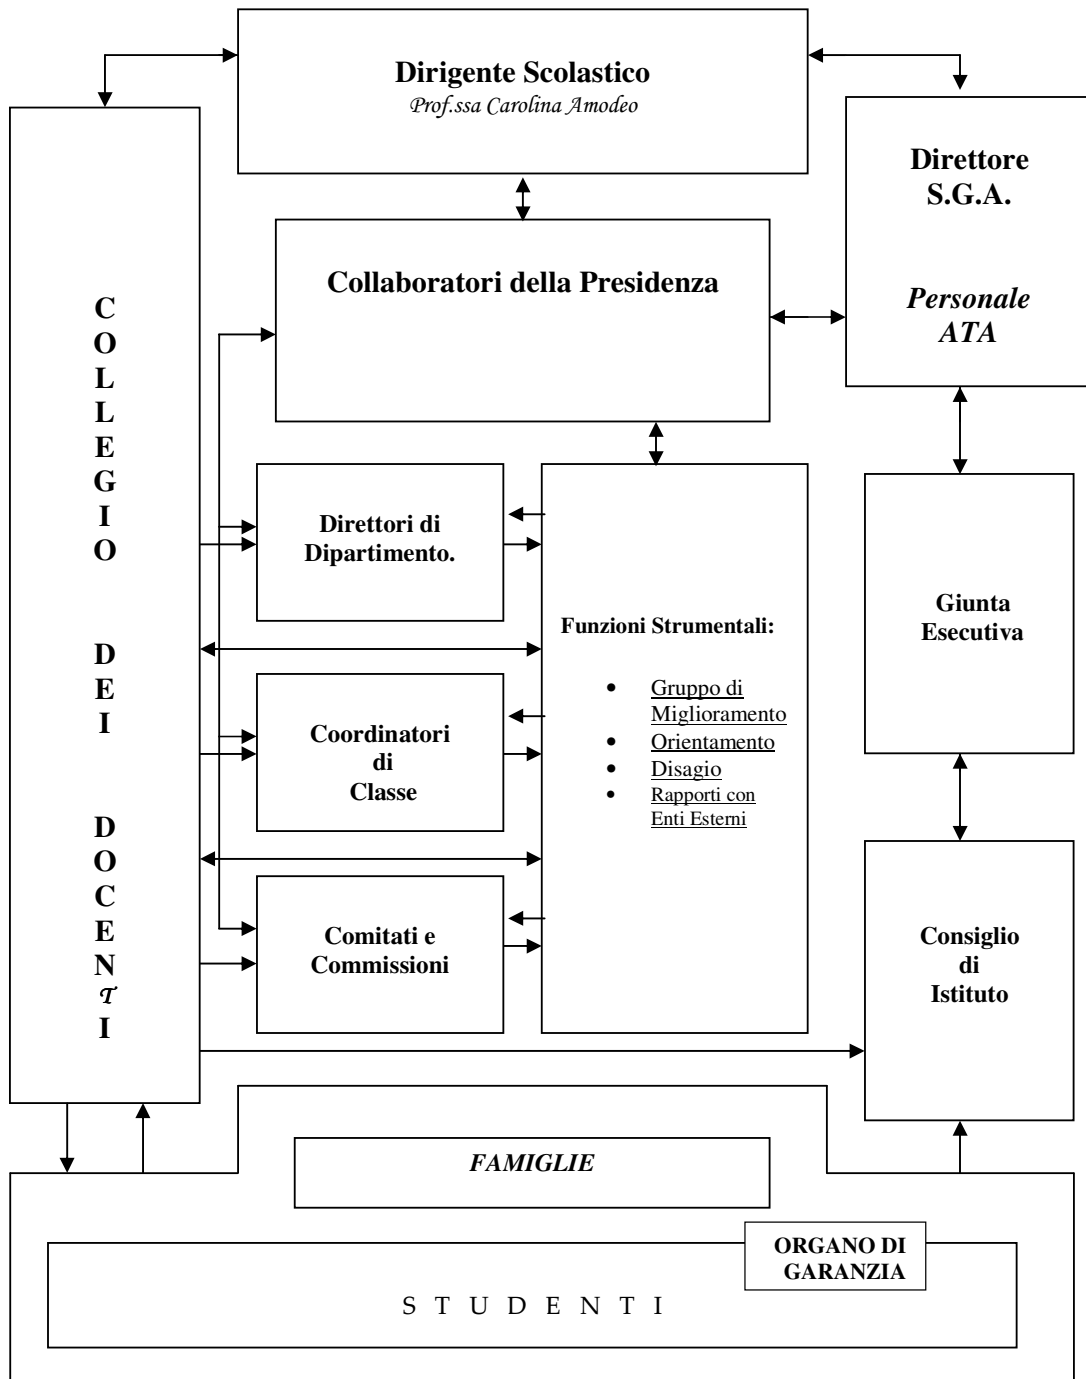 Dirigente Scolastico
Prof.ssa Carolina Amodeo
Direttore
S.G.A.
Personale
ATA
Collaboratori della Presidenza
C
O
L
L
E
G
I
O
D
E
I
D
O
C
E
N
T
I
Direttori di
Dipartimento.
Funzioni Strumentali:
• Gruppo di
Miglioramento
• Orientamento
• Disagio
• Rapporti con
Enti Esterni
Giunta
Esecutiva
Coordinatori
di
Classe
Comitati e
Commissioni
Consiglio
di
Istituto
FAMIGLIE
ORGANO DI
GARANZIA
S T U D E N T I